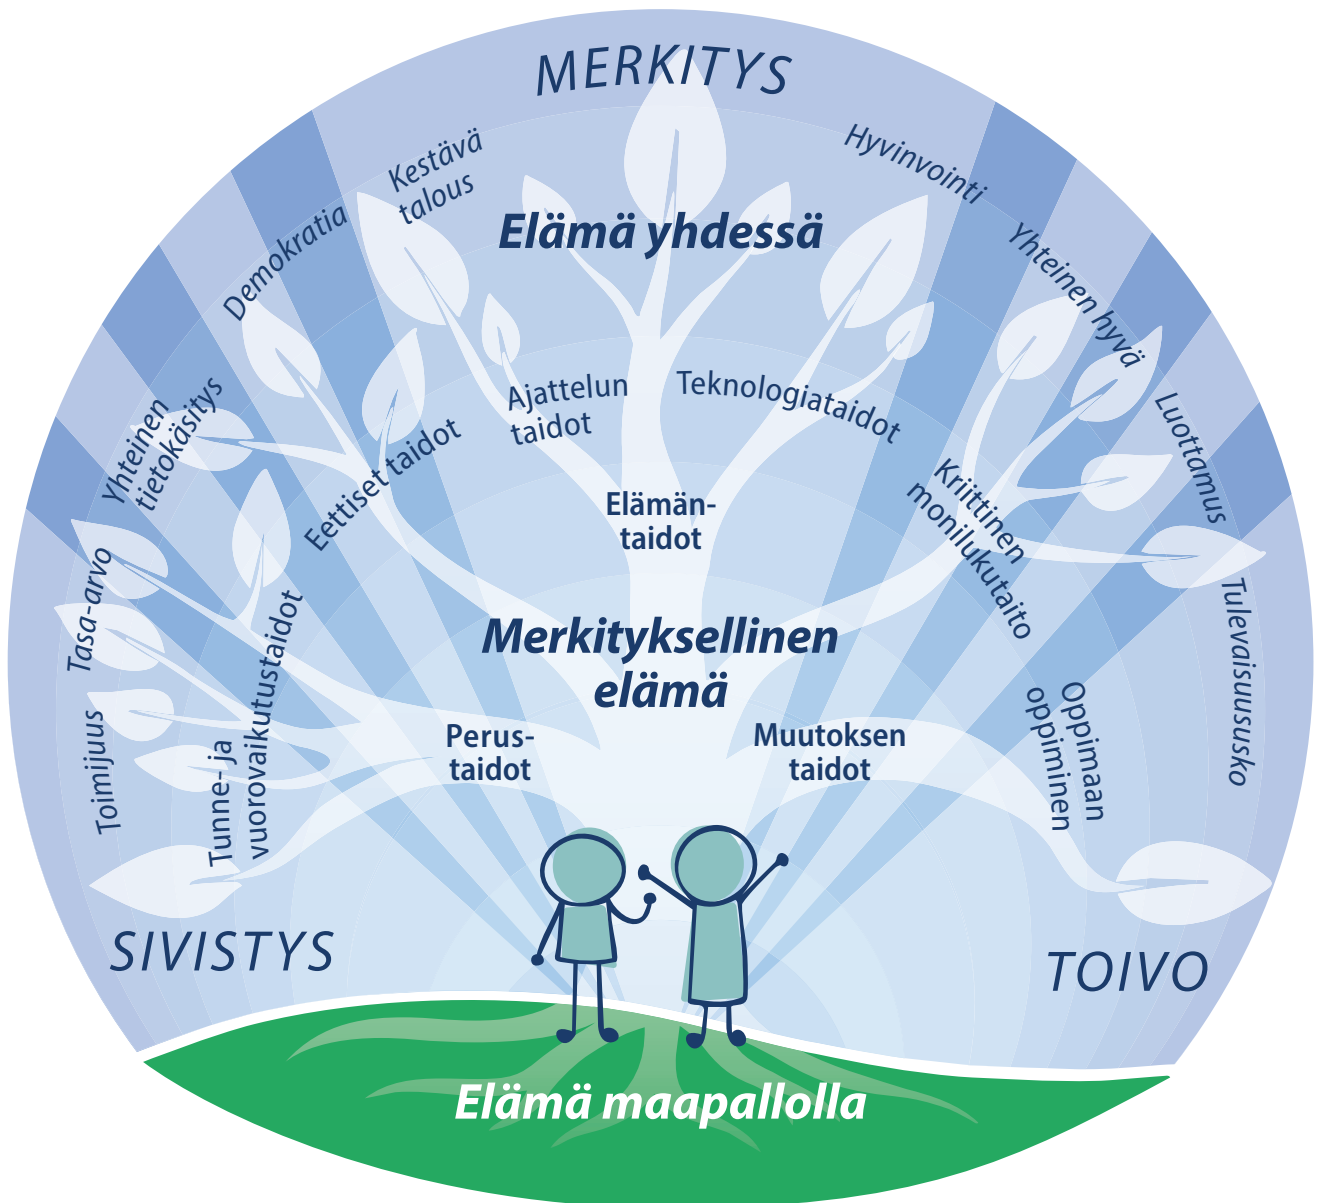 MERKITYS
Kestävä
talous
Hyvinvointi
Demokratia
Elämä yhdessä
Yhteinen hyvä
Yhteinen
tietokäsitys
Luottamus
Eettiset taidot
Ajattelun
taidot
Teknologiataidot
Kriittinen
monilukutaito
Elämän-
taidot
Tasa-arvo
Tulevaisuususko
Toimijuus
Tunne- ja
vuorovaikutustaidot
Merkityksellinen
elämä
Oppimaan
oppiminen
Perus-
taidot
Muutoksen
taidot
SIVISTYS
TOIVO
Elämä maapallolla